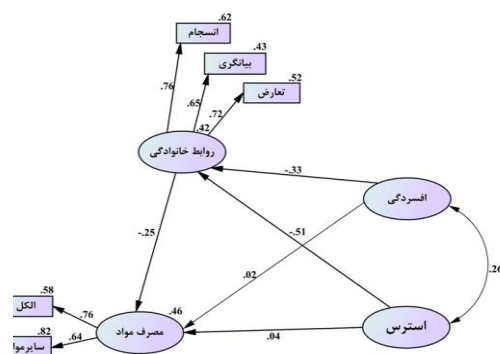 .62
انسجام
.43
بیانگری
.52
تعارض
.76
.65
.72
.42
روابط خانوادگی
-.33
افسردگی
-.51
-.25
.26
.02
.58
الکل
.76
.46
مصرف مواد
.04
استرس
.82
.64
سایرموا